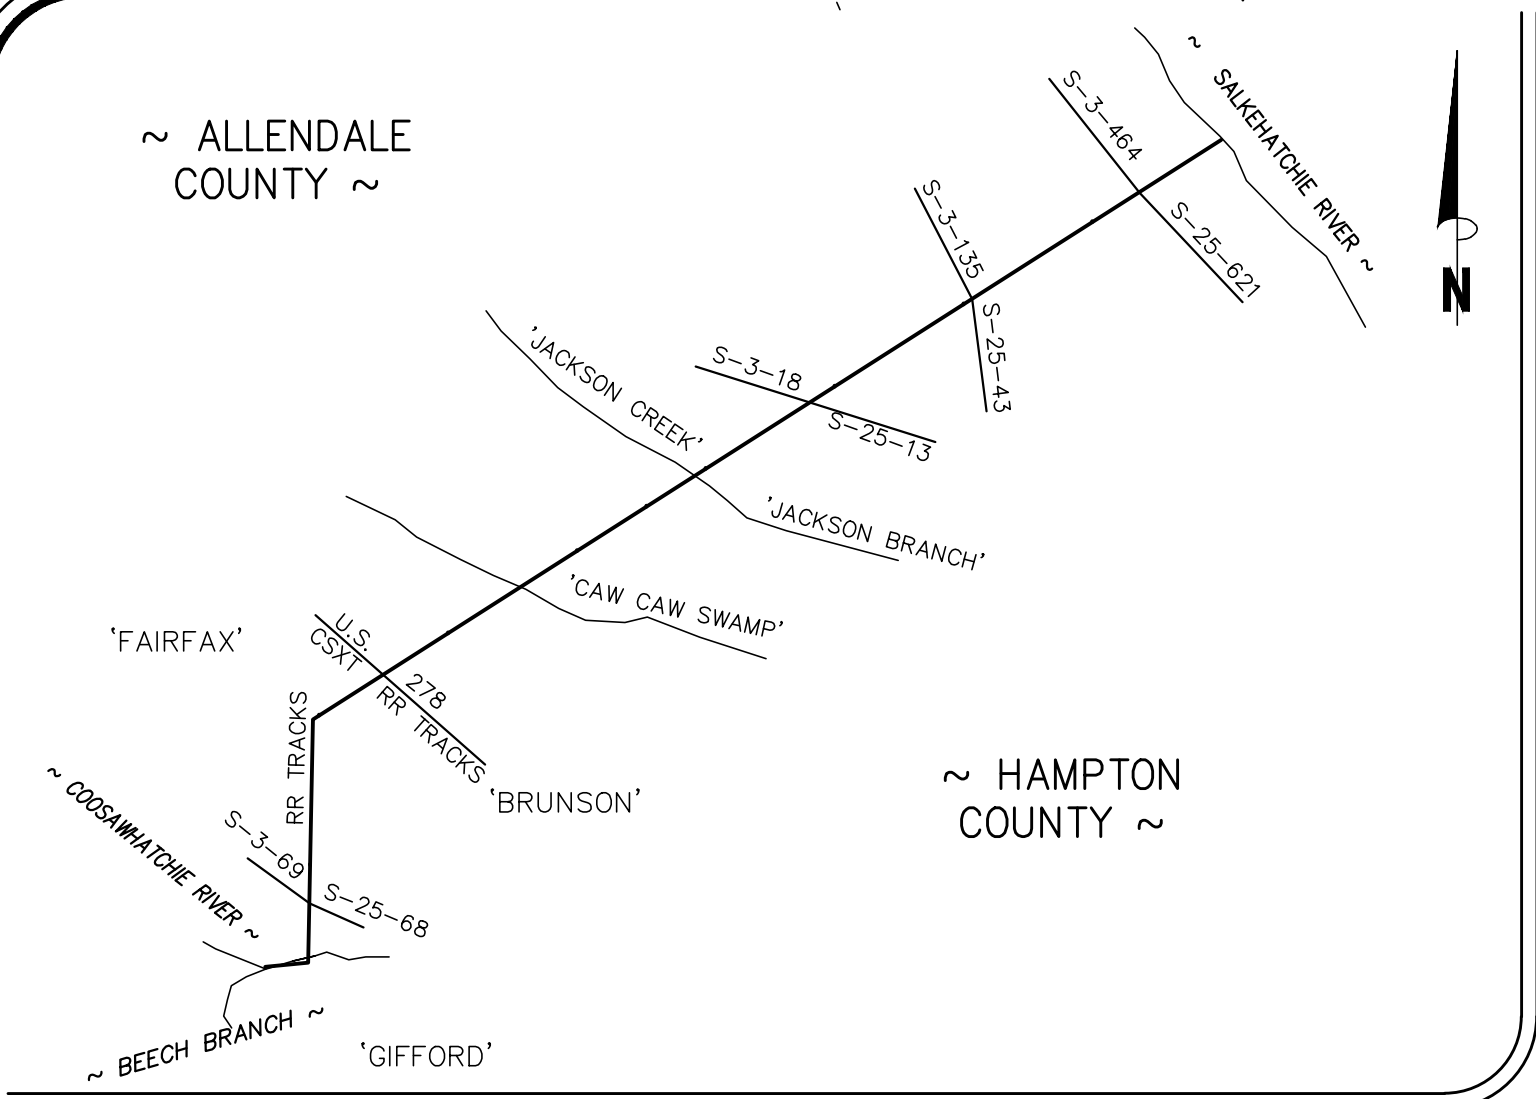 ~ SALKEHATCHIE RIVER ~
S-3-464
~ ALLENDALE
COUNTY ~
S-3-135
S-25-621
N
S-25-43
'JACKSON CREEK'
S-3-18
S-25-13
'JACKSON BRANCH'
'CAW CAW SWAMP'
'FAIRFAX'
U.S. 278
CSXT RR TRACKS
RR TRACKS
'BRUNSON'
~ HAMPTON
COUNTY ~
~ COOSAWHATCHIE RIVER ~
S-3-69
S-25-68
~ BEECH BRANCH ~
'GIFFORD'